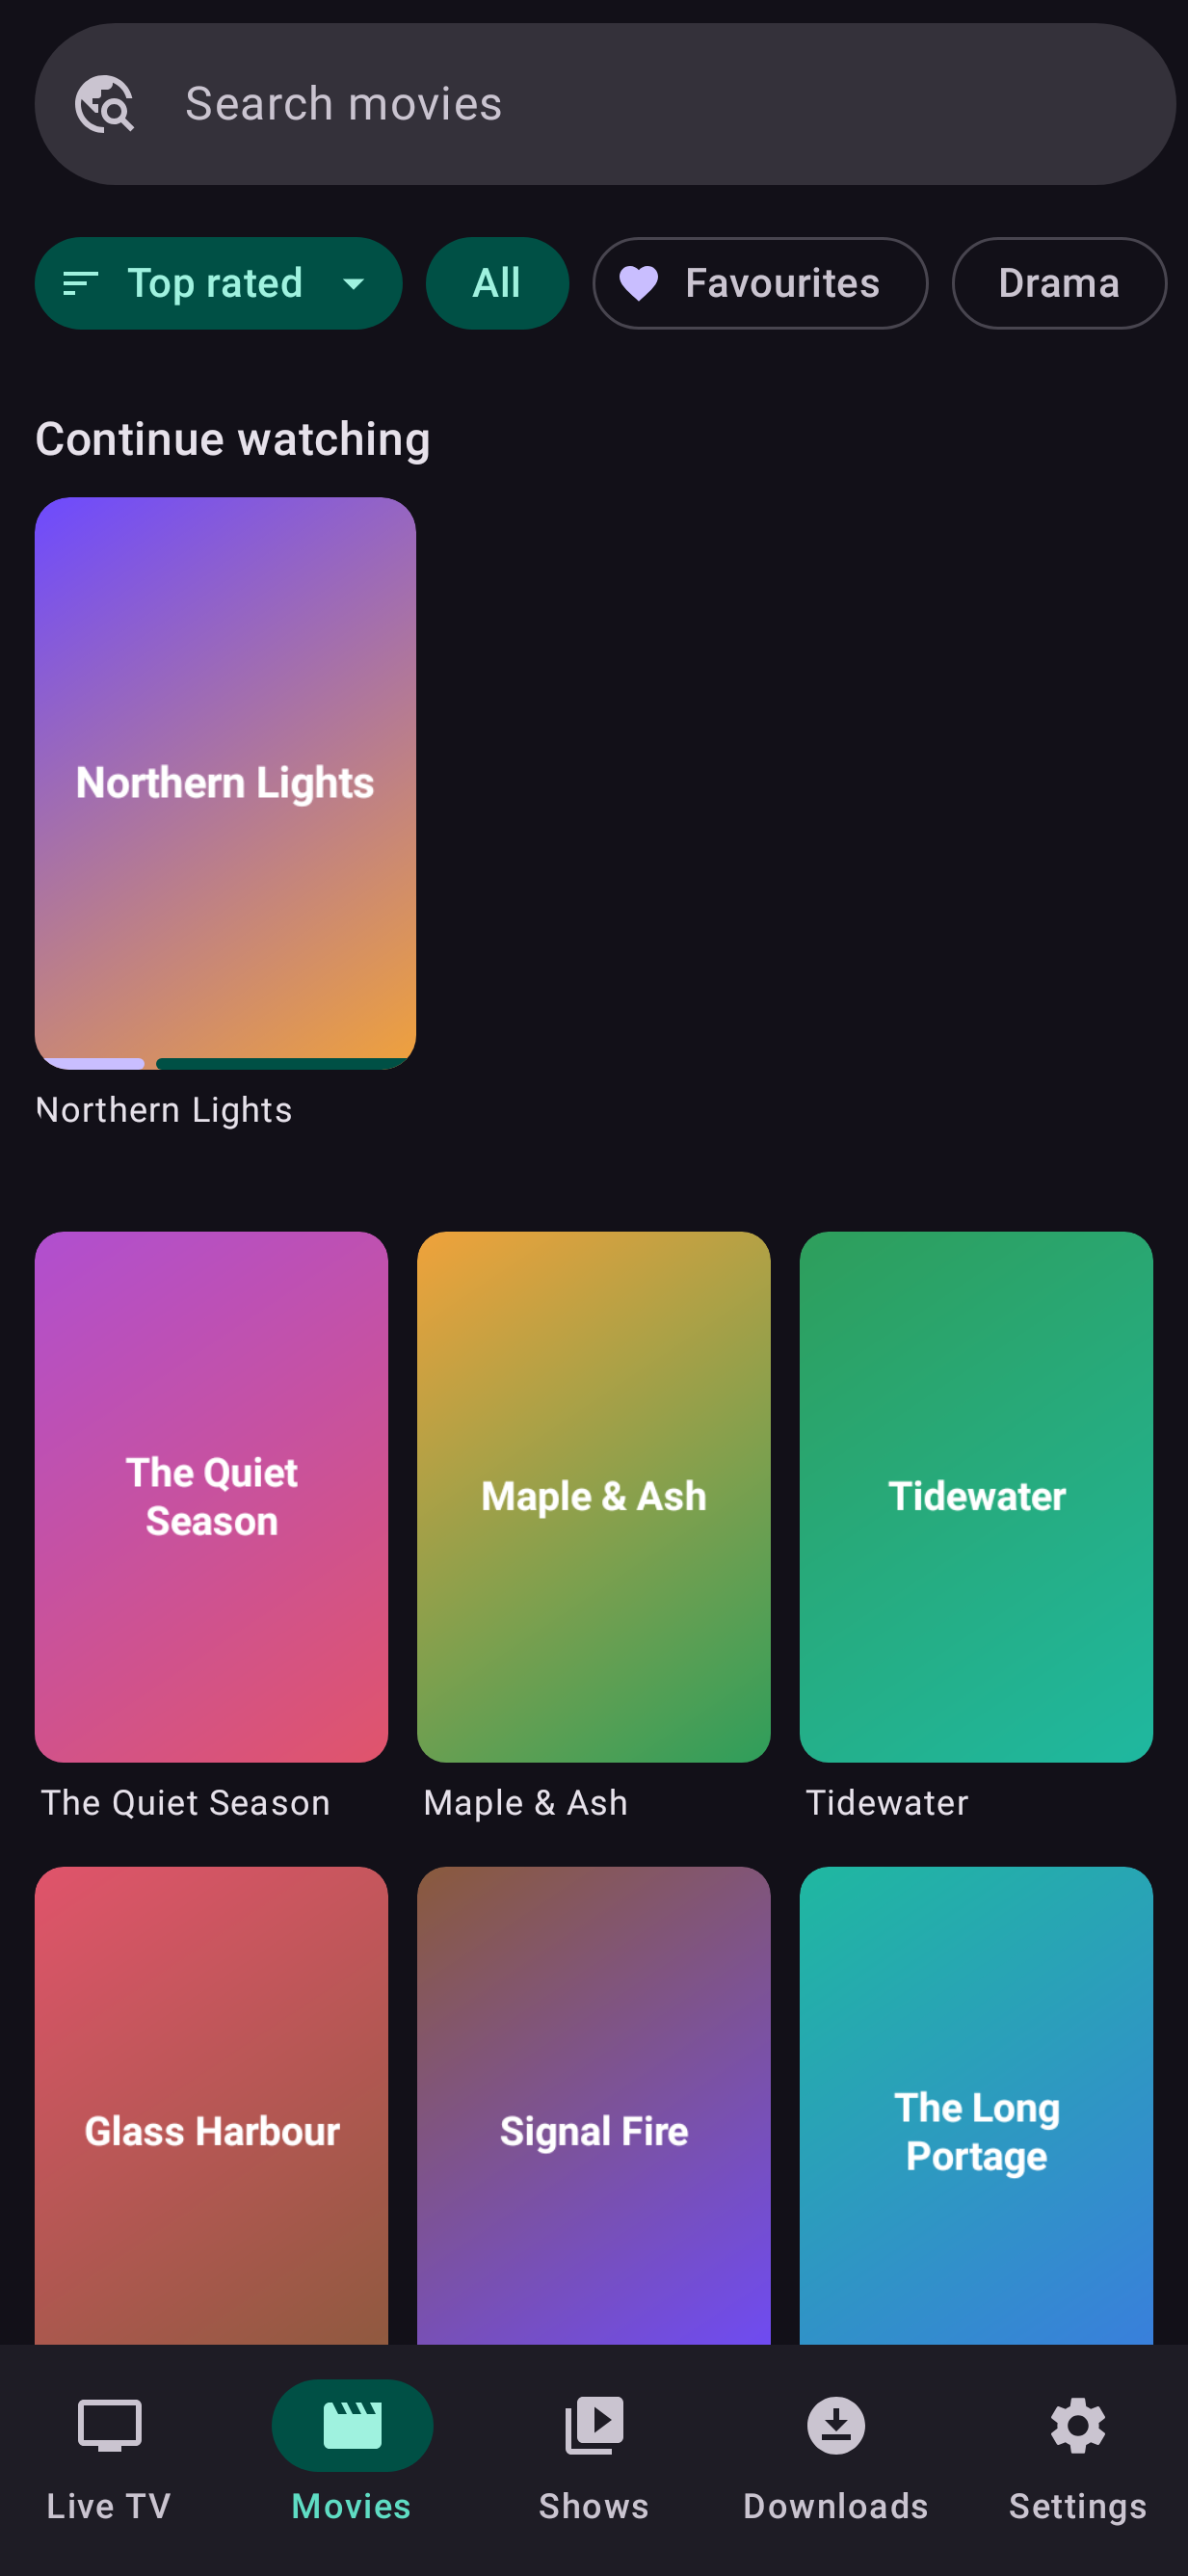 Search movies
Top rated
All
Favourites
Drama
Continue watching
Northern Lights
Northern Lights
The Quiet
Season
Maple & Ash
Tidewater
The Quiet Season
Maple & Ash
Tidewater
Glass Harbour
Signal Fire
The Long
Portage
Live TV
Movies
Shows
Downloads
Settings